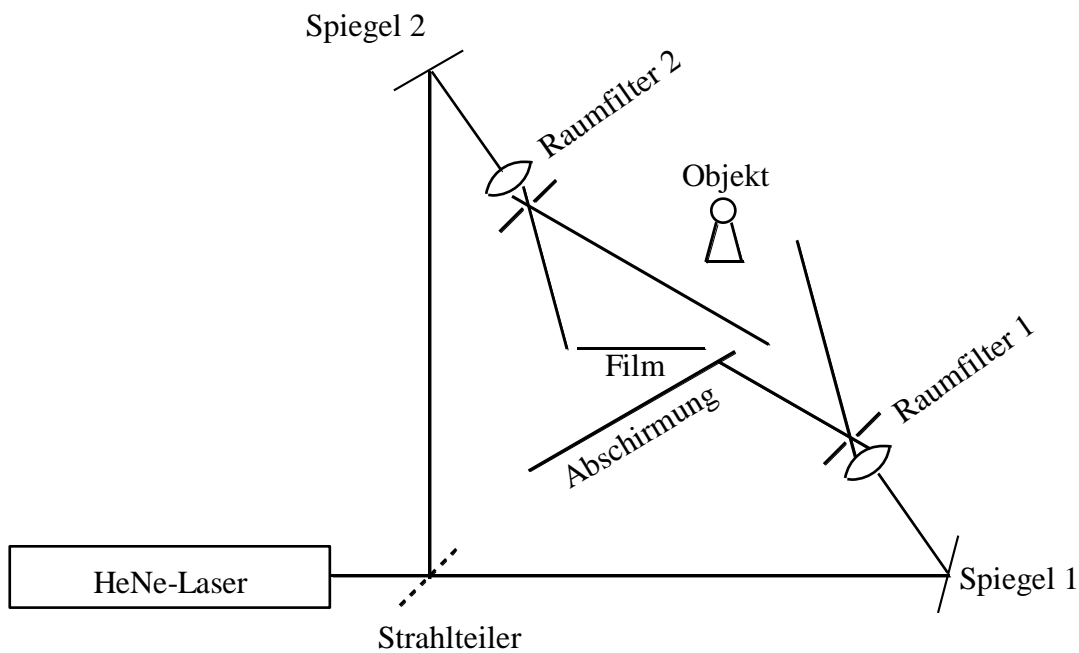 Spiegel 2
Raumfilter 2
Objekt
Film
Raumfilter 1
Abschirmung
HeNe-Laser
Spiegel 1
Strahlteiler